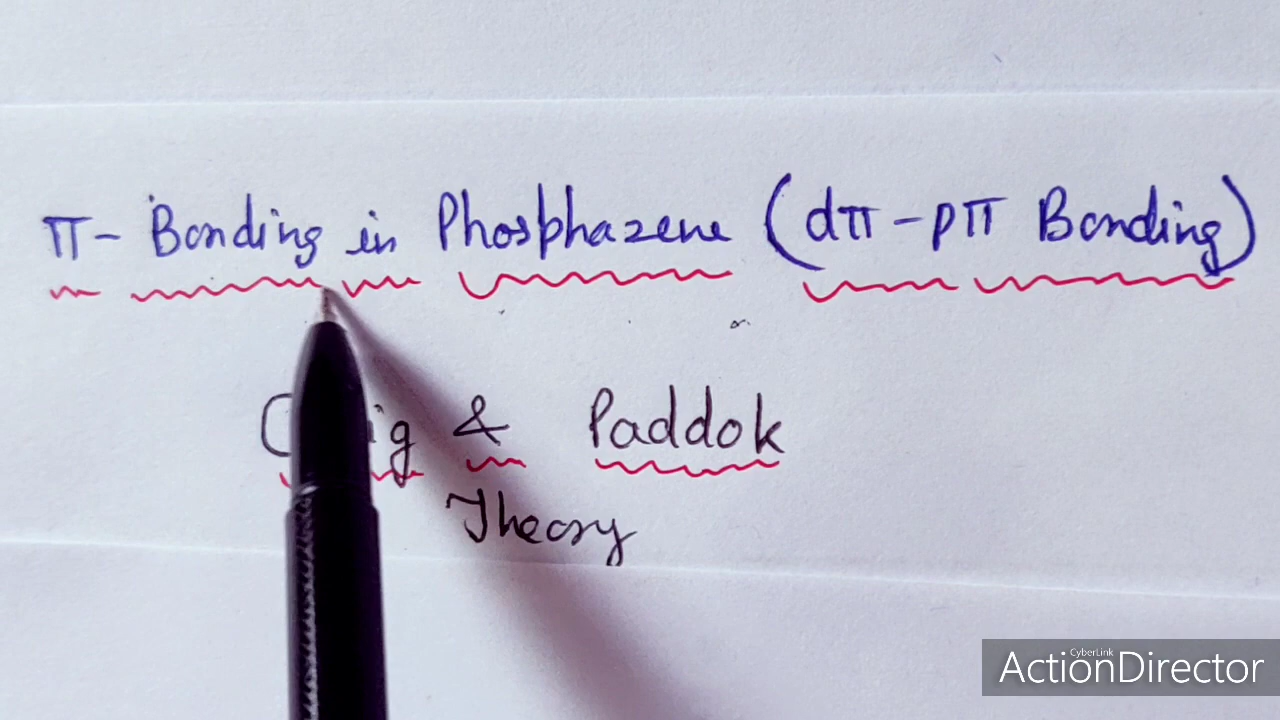 π- Bonding in Phosphazene (dπ-pπ Bonding)
& Paddok
Theory
CyberLink
ActionDirector